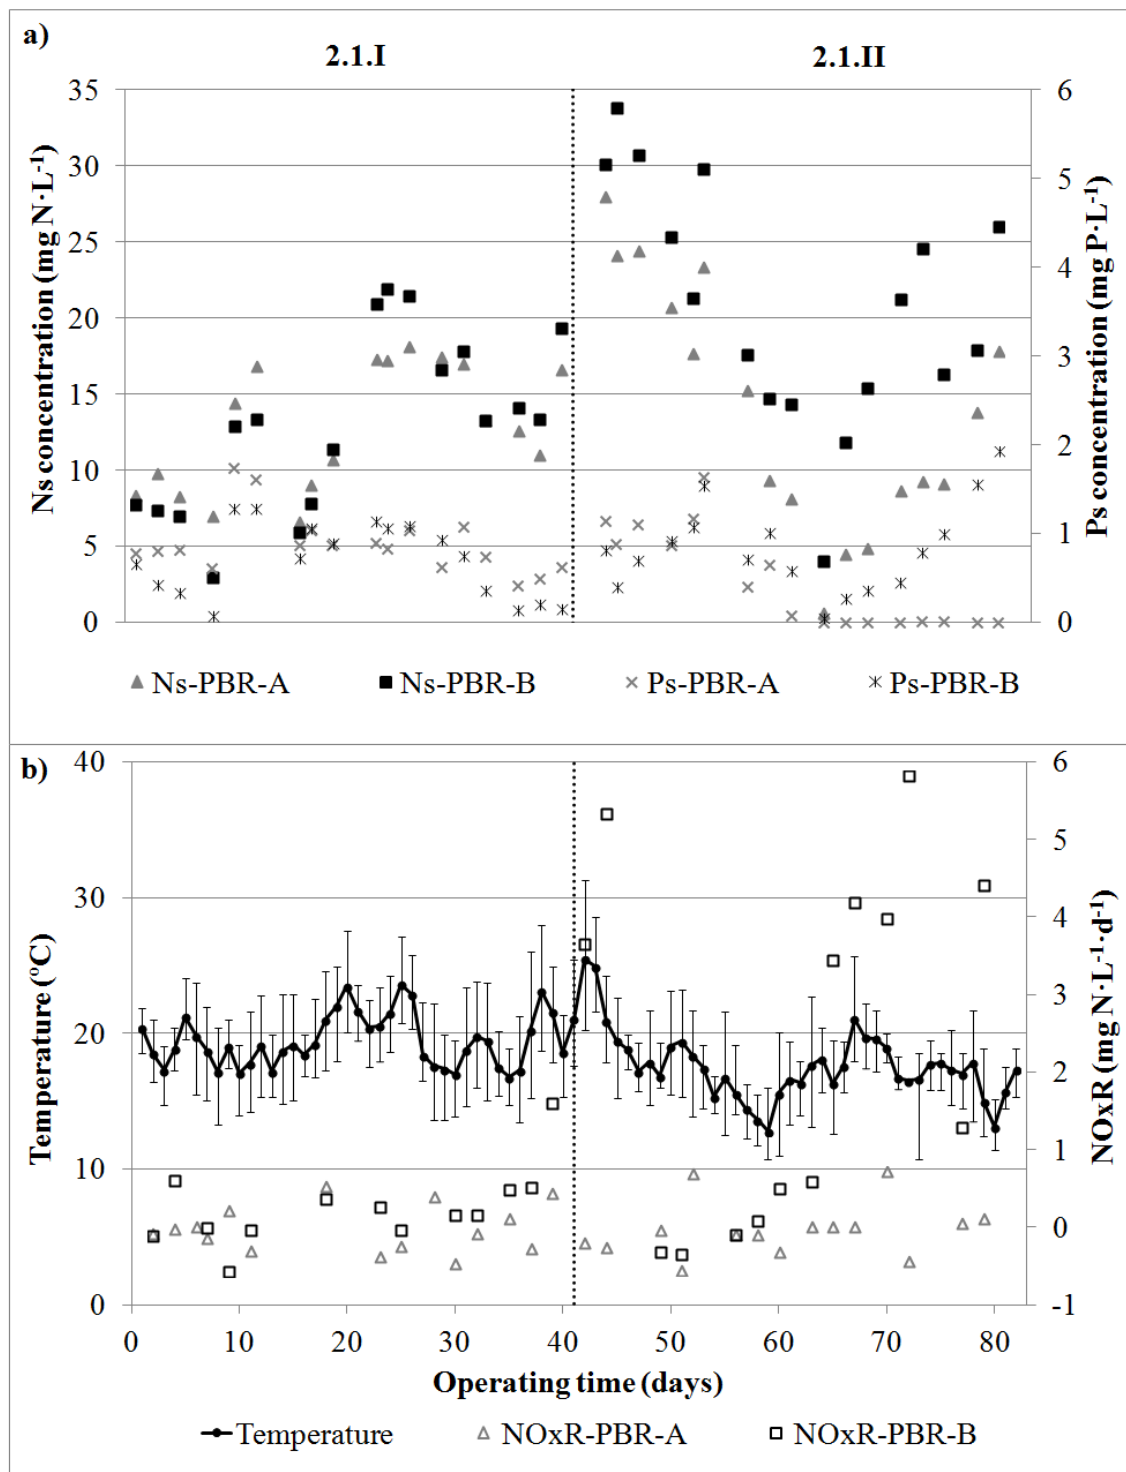 a)
2.1.I
2.1.II
35
30
25
20
15
10
5
0
Ns concentration (mg N·L⁻¹)
6
5
4
3
2
1
0
Ps concentration (mg P·L⁻¹)
Ns-PBR-A
Ns-PBR-B
Ps-PBR-A
Ps-PBR-B
b)
40
30
20
10
0
Temperature (ºC)
6
5
4
3
2
1
0
-1
NOxR (mg N·L⁻¹·d⁻¹)
0 10 20 30 40 50 60 70 80
Operating time (days)
Temperature
NOxR-PBR-A
NOxR-PBR-B